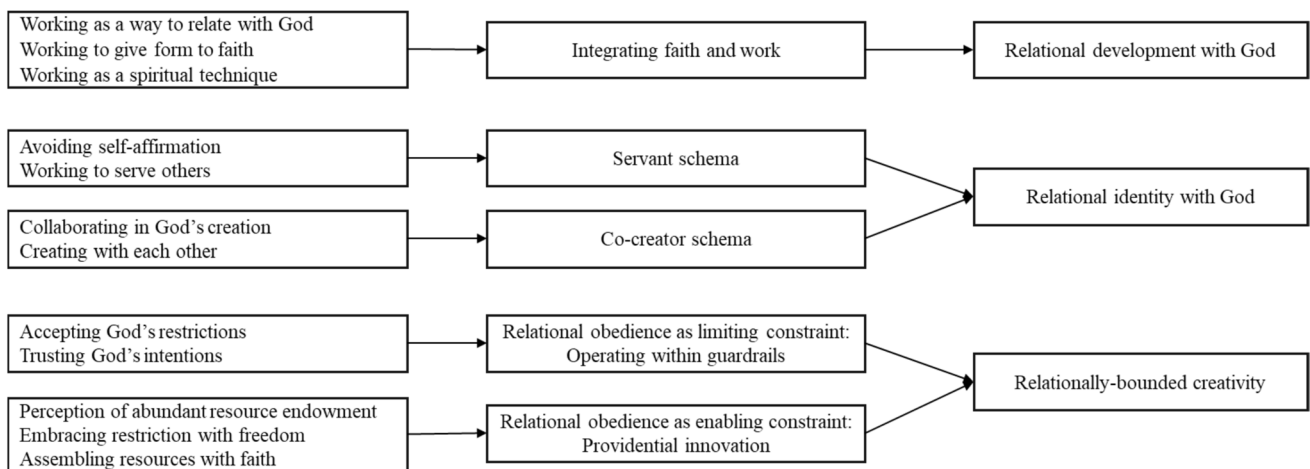 Working as a way to relate with God
Working to give form to faith
Working as a spiritual technique
Integrating faith and work
Relational development with God
Avoiding self-affirmation
Working to serve others
Servant schema
Relational identity with God
Collaborating in God's creation
Creating with each other
Co-creator schema
Accepting God's restrictions
Trusting God's intentions
Relational obedience as limiting constraint:
Operating within guardrails
Relationally-bounded creativity
Perception of abundant resource endowment
Embracing restriction with freedom
Assembling resources with faith
Relational obedience as enabling constraint:
Providential innovation